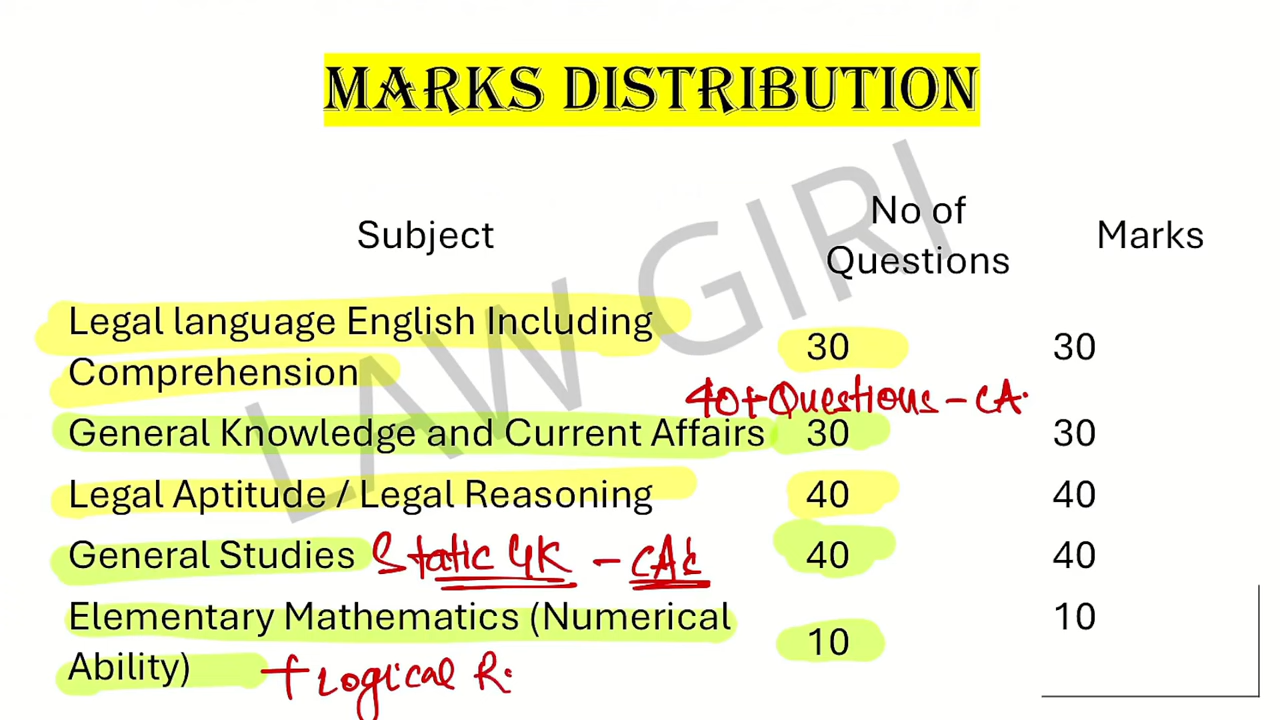 MARKS DISTRIBUTION
Subject
No of
Questions
Marks
Legal language English Including
Comprehension
30
30
40+Questions - CA.
General Knowledge and Current Affairs 30 30
Legal Aptitude / Legal Reasoning 40 40
General Studies Static GK - 40 40
Elementary Mathematics (Numerical
Ability)
10
10
+ Logical R.
LAW GIRI